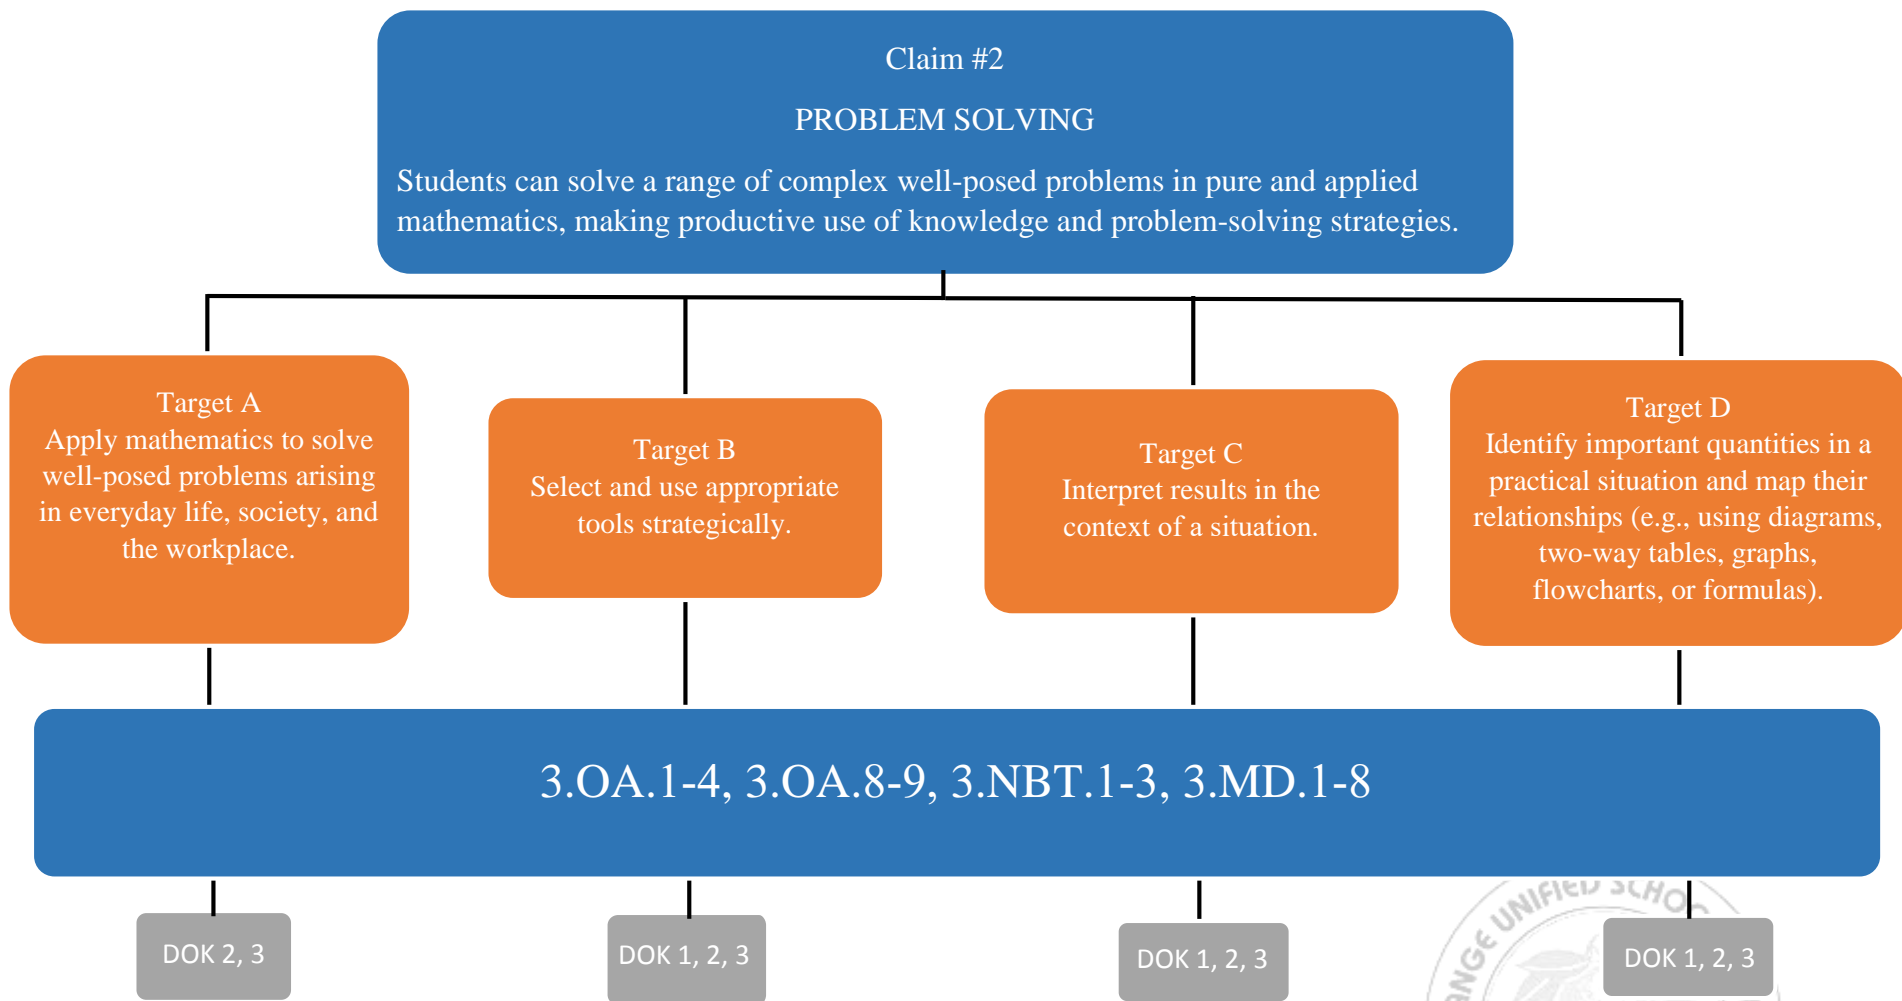 Claim #2
PROBLEM SOLVING
Students can solve a range of complex well-posed problems in pure and applied
mathematics, making productive use of knowledge and problem-solving strategies.
Target A
Apply mathematics to solve
well-posed problems arising
in everyday life, society, and
the workplace.
Target B
Select and use appropriate
tools strategically.
Target C
Interpret results in the
context of a situation.
Target D
Identify important quantities in a
practical situation and map their
relationships (e.g., using diagrams,
two-way tables, graphs,
flowcharts, or formulas).
3.OA.1-4, 3.OA.8-9, 3.NBT.1-3, 3.MD.1-8
DOK 2, 3
DOK 1, 2, 3
DOK 1, 2, 3
DOK 1, 2, 3
UNIFIED